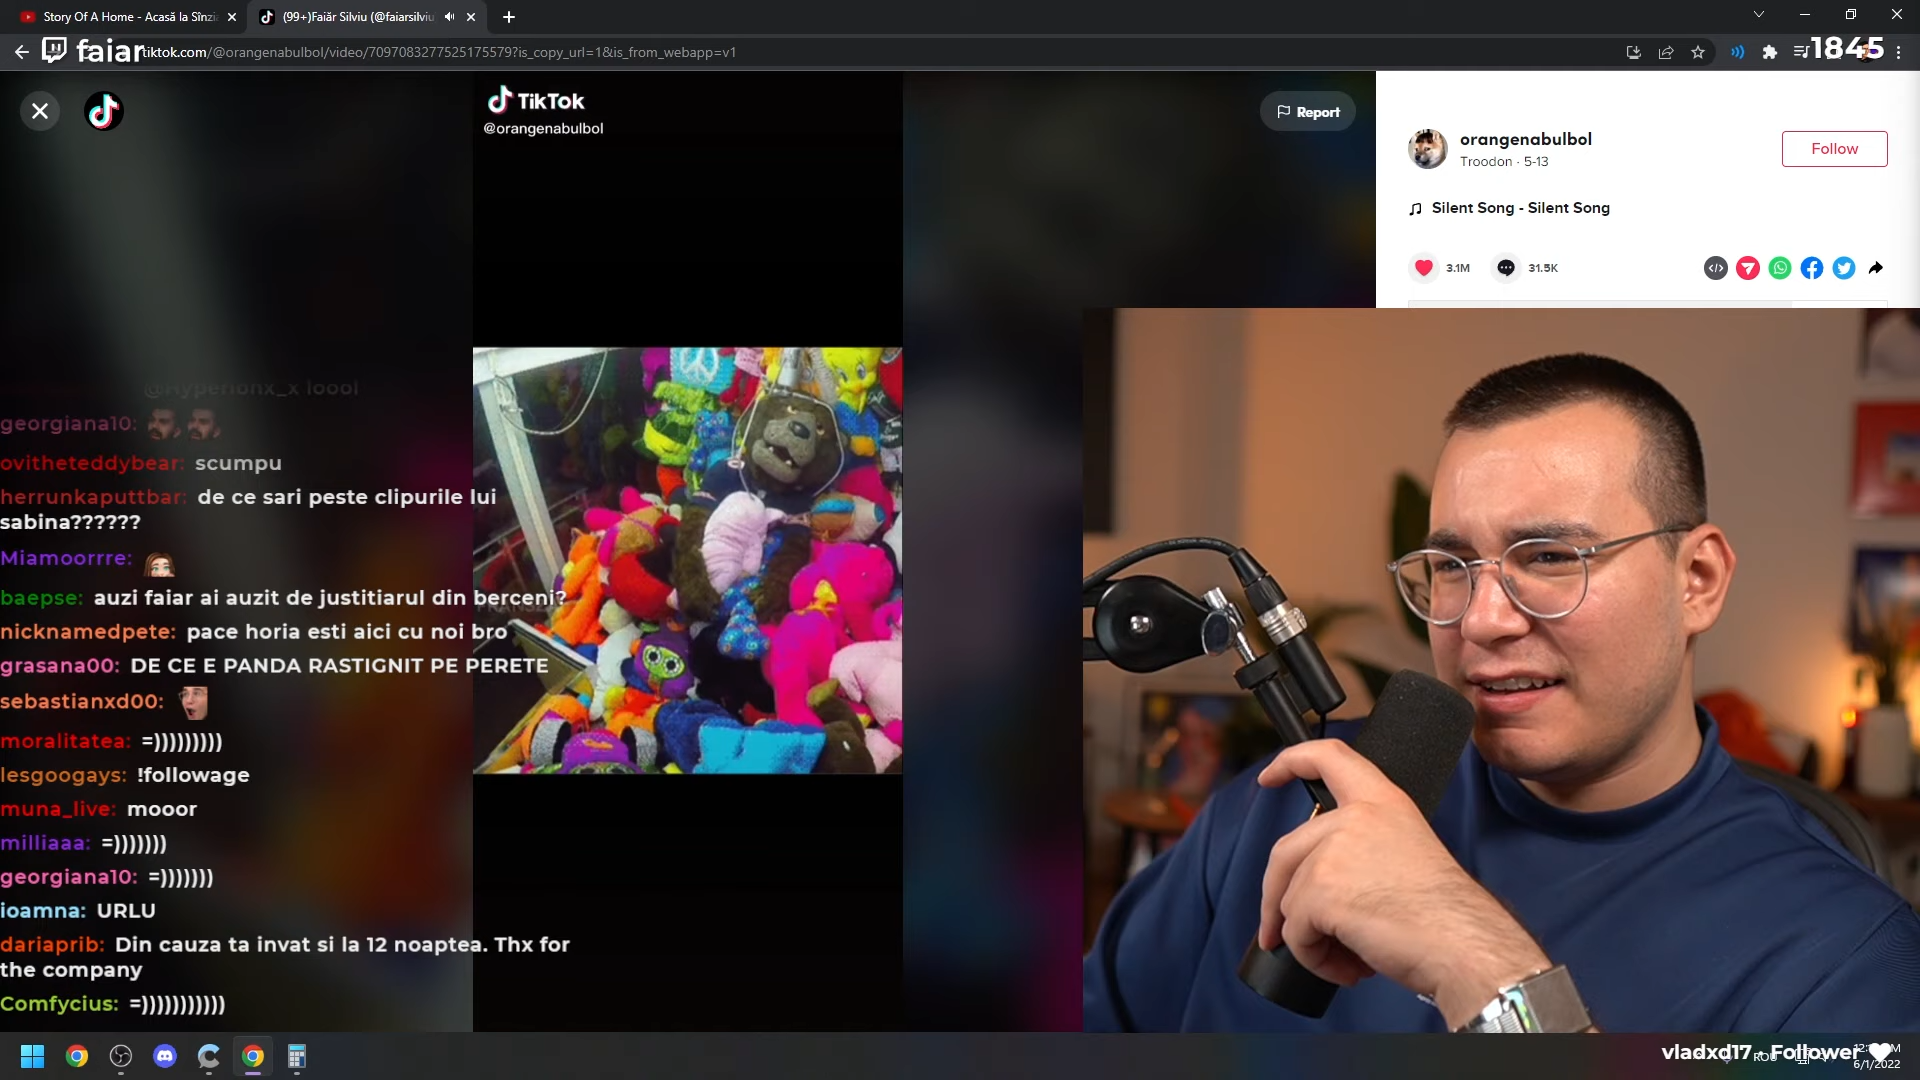 Story Of A Home - Acasă la Sînzi
(99+)Faiăr Silviu (@faiarsilviu
faiar
tiktok.com/@orangenabulbol/video/7097083277525175579?is_copy_url=1&is_from_webapp=v1
1845
TikTok
@orangenabulbol
Report
orangenabulbol
Troodon · 5-13
Follow
Silent Song - Silent Song
3.1M
31.5K
@Hyperionx_x loool
georgiana10:
ovitheteddybear: scumpu
herrunkaputtbar: de ce sari peste clipurile lui
sabina??????
Miamoorrre:
baepse: auzi faiar ai auzit de justitiarul din berceni?
nicknamedpete: pace horia esti aici cu noi bro
grasana00: DE CE E PANDA RASTIGNIT PE PERETE
sebastianxd00:
moralitatea: =)))))))))
lesgoogays: !followage
muna_live: mooor
milliaaa: =)))))))
georgiana10: =)))))))
ioamna: URLU
dariaprib: Din cauza ta invat si la 12 noaptea. Thx for
the company
Comfycius: =)))))))))))
vladxd17 - Follower
ROU
6/1/2022